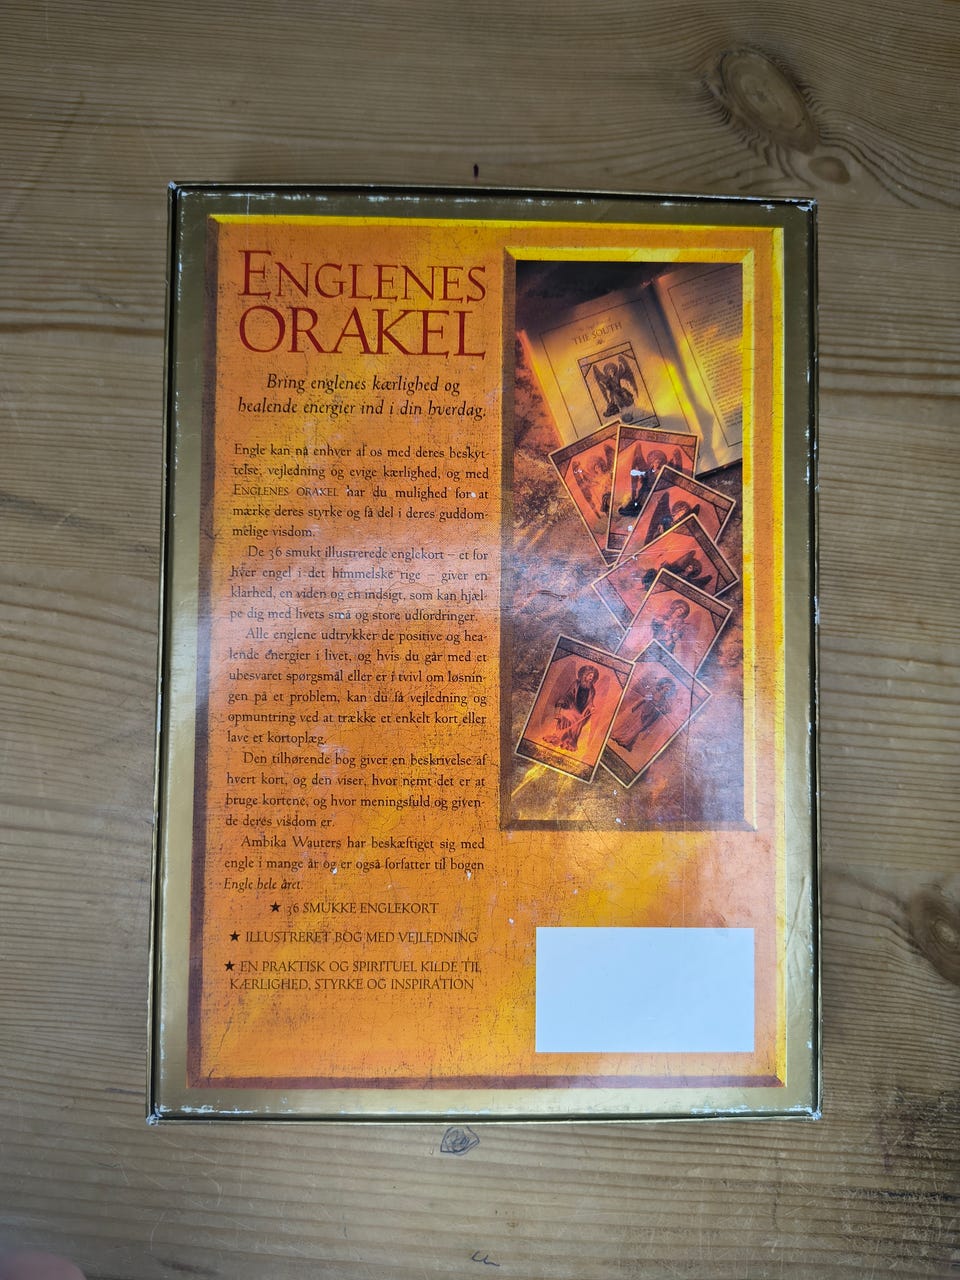 ENGLENES
ORAKEL
Bring englenes kærlighed og
healende energier ind i din hverdag.
Engle kan nå enhver af os med deres beskyt-
telse, vejledning og evige kærlighed, og med
ENGLENES ORAKEL har du mulighed for at
mærke deres styrke og få del i deres guddom-
melige visdom.
De 36 smukt illustrerede englekort – et for
hver engel i det himmelske rige – giver en
klarhed, en viden og en indsigt, som kan hjæl-
pe dig med livets små og store udfordringer.
Alle englene udtrykker de positive og hea-
lende energier i livet, og hvis du går med et
ubesvaret spørgsmål eller er i tvivl om løsnin-
gen på et problem, kan du få vejledning og
opmuntring ved at trække et enkelt kort eller
lave et kortoplæg.
Den tilhørende bog giver en beskrivelse af
hvert kort, og den viser, hvor nemt det er at
bruge kortene, og hvor meningsfuld og given-
de deres visdom er.
Ambika Wauters har beskæftiget sig med
engle i mange år og er også forfatter til bogen
Engle hele året.
★ 36 SMUKKE ENGLEKORT
★ ILLUSTRERET BOG MED VEJLEDNING
★ EN PRAKTISK OG SPIRITUEL KILDE TIL
KÆRLIGHED, STYRKE OG INSPIRATION
THE SOUTH